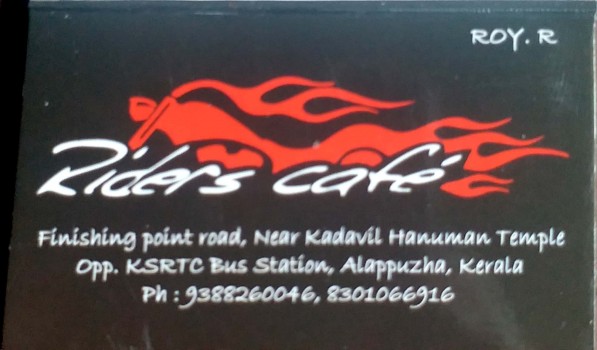 ROY. R
Riders café
Finishing point road, Near Kadavil Hanuman Temple
Opp. KSRTC Bus Station, Alappuzha, Kerala
Ph : 9388260046, 8301066916